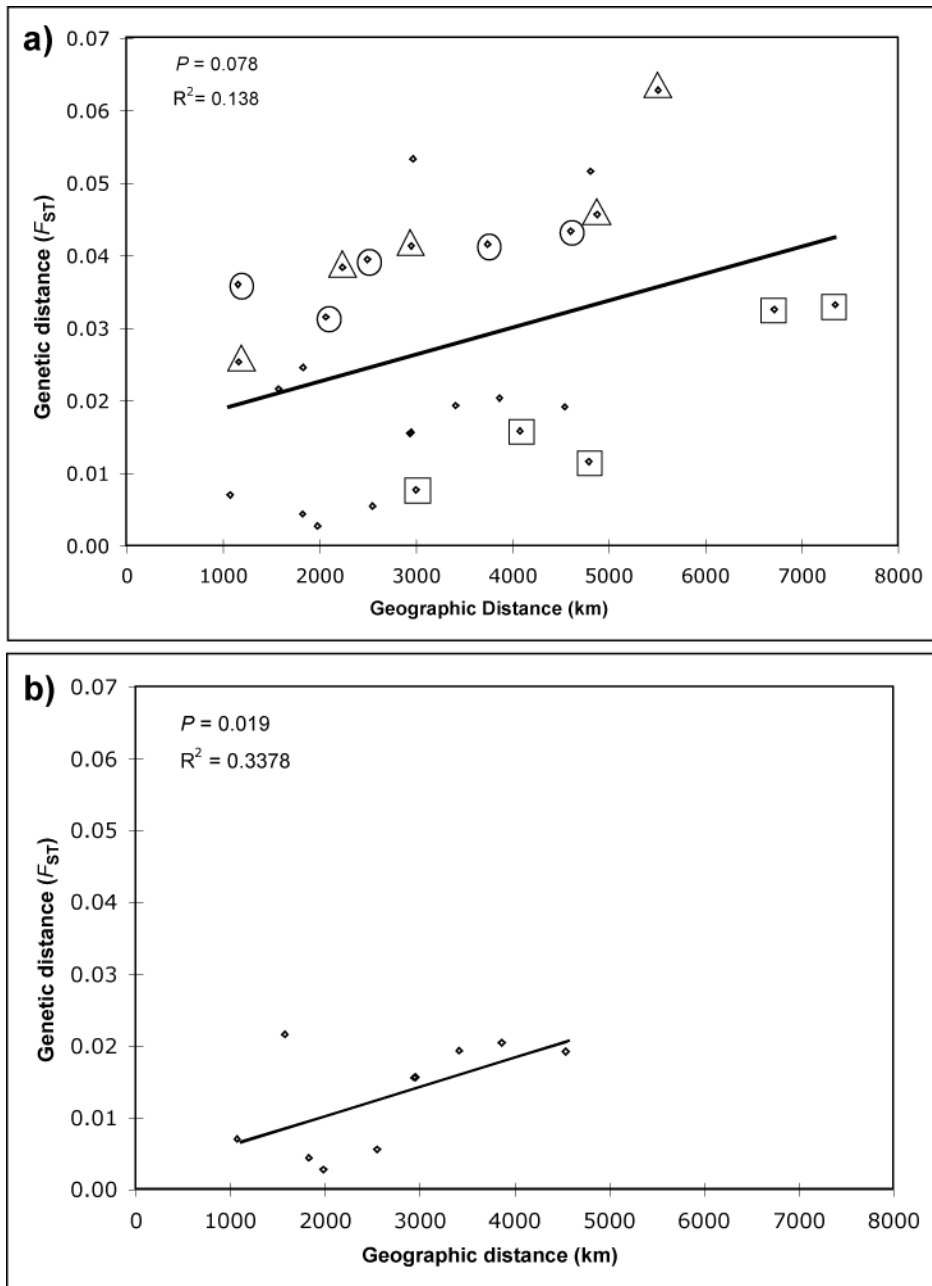 a)
P = 0.078
R²= 0.138
0.07
0.06
0.05
0.04
0.03
0.02
0.01
0.00
Genetic distance (FST)
0 1000 2000 3000 4000 5000 6000 7000 8000
Geographic Distance (km)
b)
P = 0.019
R² = 0.3378
0.07
0.06
0.05
0.04
0.03
0.02
0.01
0.00
Genetic distance (FST)
0 1000 2000 3000 4000 5000 6000 7000 8000
Geographic distance (km)